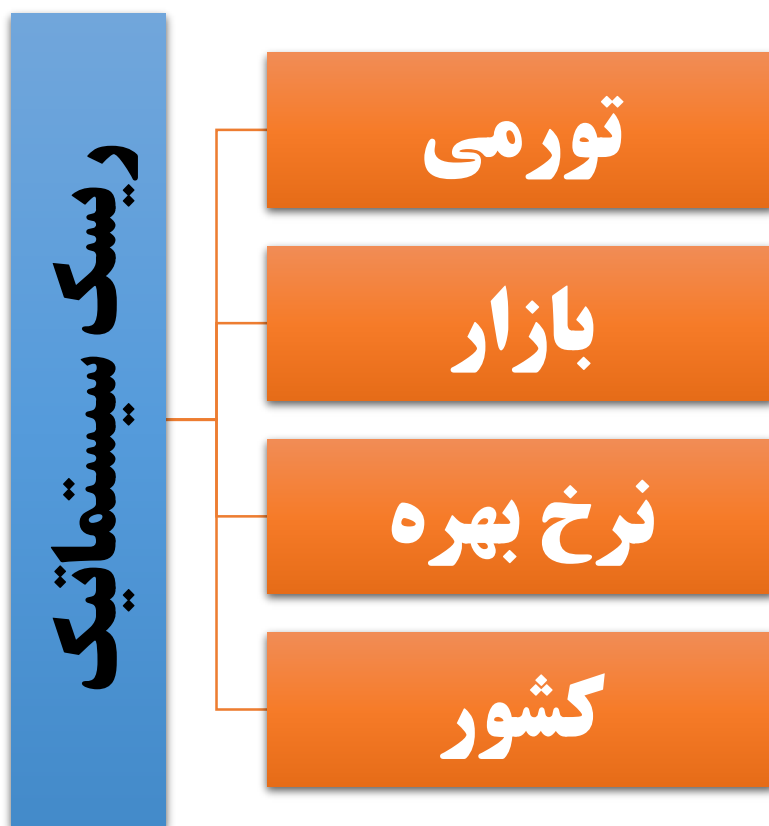 ریسک سیستماتیک
تورمی
بازار
نرخ بهره
کشور